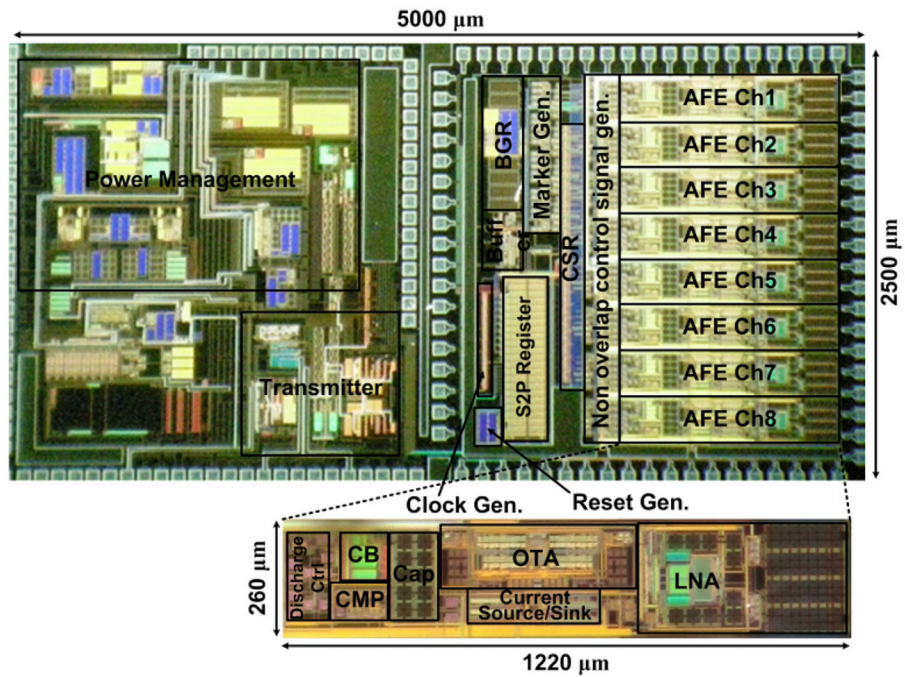 5000 µm
2500 µm
Power Management
Transmitter
BGR
Marker Gen.
Buff
er
CSR
S2P Register
Non overlap control signal gen.
AFE Ch1
AFE Ch2
AFE Ch3
AFE Ch4
AFE Ch5
AFE Ch6
AFE Ch7
AFE Ch8
Clock Gen.
Reset Gen.
260 µm
Discharge
Ctrl
CB
CMP
Cap
OTA
Current
Source/Sink
LNA
1220 µm